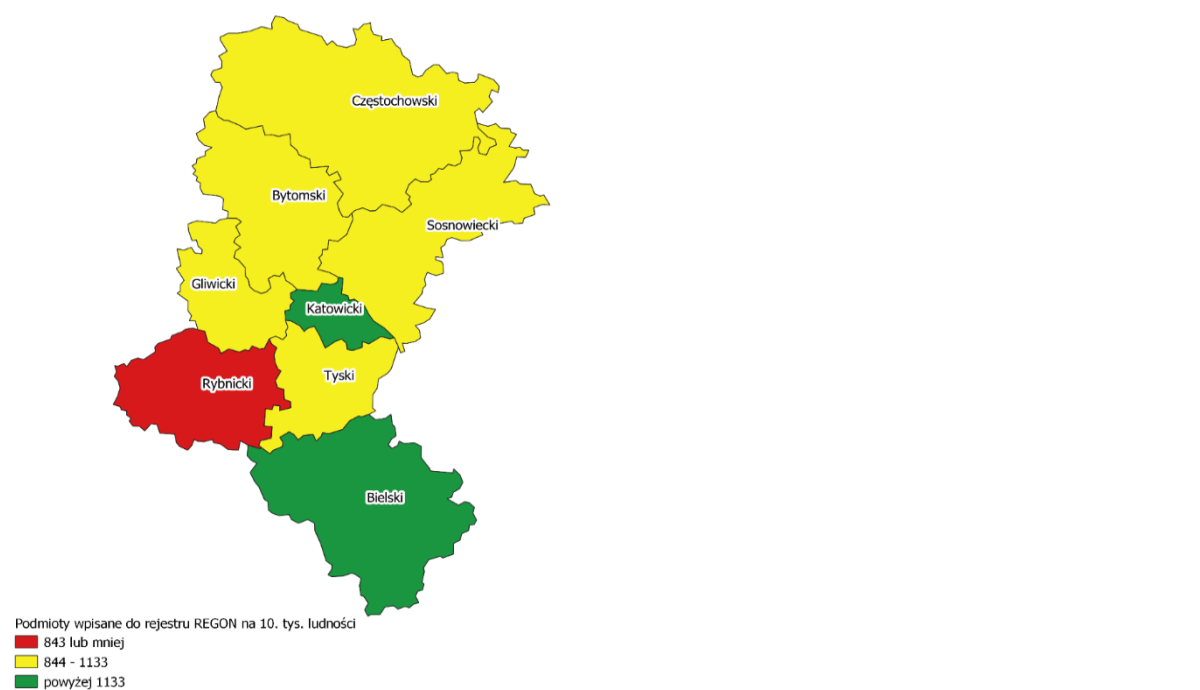 Częstochowski
Bytomski
Sosnowiecki
Gliwicki
Katowicki
Tyski
Rybnicki
Bielski
Podmioty wpisane do rejestru REGON na 10. tys. ludności
843 lub mniej
844 - 1133
powyżej 1133